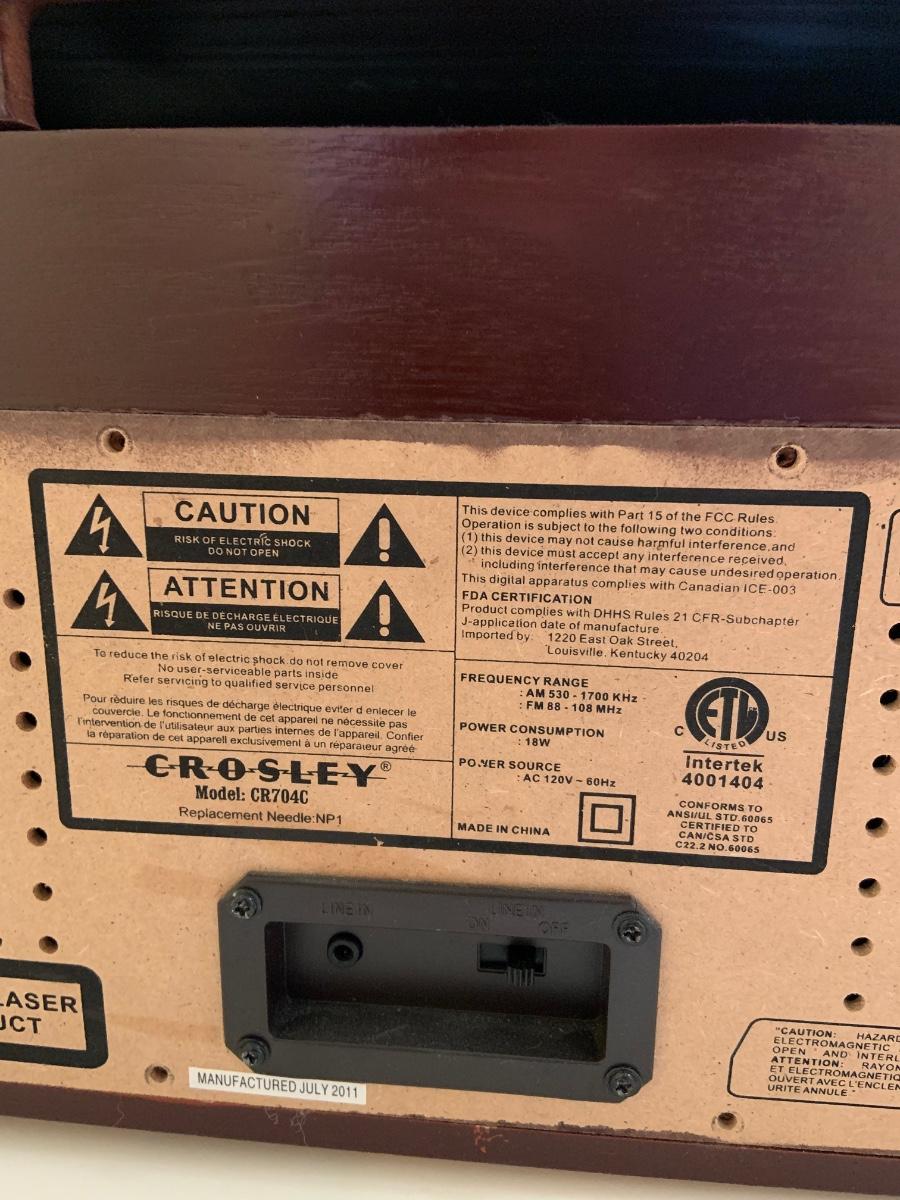 CAUTION
RISK OF ELECTRIC SHOCK
DO NOT OPEN
ATTENTION
RISQUE DE DÉCHARGE ÉLECTRIQUE
NE PAS OUVRIR
To reduce the risk of electric shock do not remove cover
No user-serviceable parts inside
Refer servicing to qualified service personnel
Pour réduire les risques de décharge électrique eviter d enlecer le
couvercle. Le fonctionnement de cet appareil ne nécessite pas
l'intervention de l'utilisateur aux parties internes de l'appareil. Confier
la réparation de cet appareil exclusivement à un réparateur agréé
CROSLEY®
Model: CR704C
Replacement Needle:NP1
This device complies with Part 15 of the FCC Rules.
Operation is subject to the following two conditions:
(1) this device may not cause harmful interference,and
(2) this device must accept any interference received,
including interference that may cause undesired operation.
This digital apparatus complies with Canadian ICE-003
FDA CERTIFICATION
Product complies with DHHS Rules 21 CFR-Subchapter
J-application date of manufacture.
Imported by: 1220 East Oak Street,
Louisville, Kentucky 40204
FREQUENCY RANGE
: AM 530 - 1700 KHz
: FM 88 - 108 MHz
POWER CONSUMPTION
: 18W
POWER SOURCE
: AC 120V ~ 60Hz
MADE IN CHINA
ETL
LISTED
C US
Intertek
4001404
CONFORMS TO
ANSI/UL STD.60065
CERTIFIED TO
CAN/CSA STD
C22.2 NO.60065
LINE IN
LINE IN
ON OFF
LASER
UCT
MANUFACTURED JULY 2011
"CAUTION: HAZARD
ELECTROMAGNETIC
OPEN AND INTERL
ATTENTION: RAYON
ET ELECTROMAGNETIQ
OUVERT AVEC L'ENCLEN
URITE ANNULE "